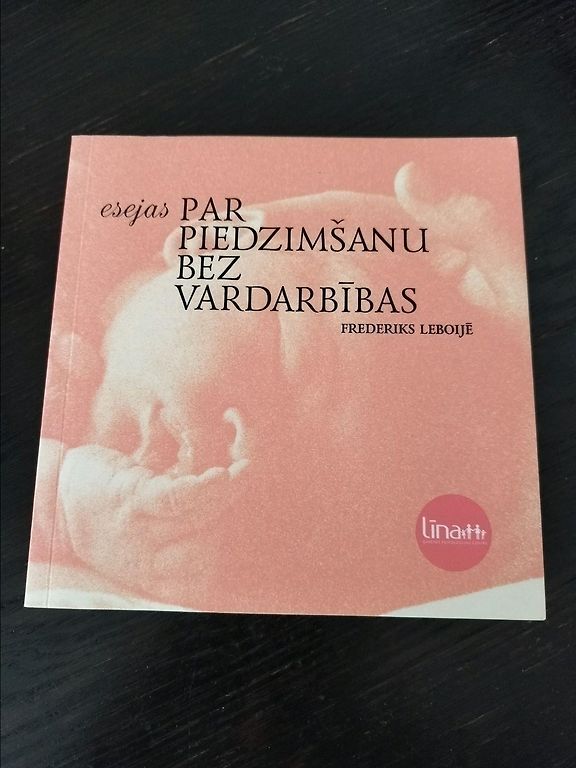 esejas PAR
PIEDZIMŠANU
BEZ
VARDARBĪBAS
FREDERIKS LEBOIJĒ
līna